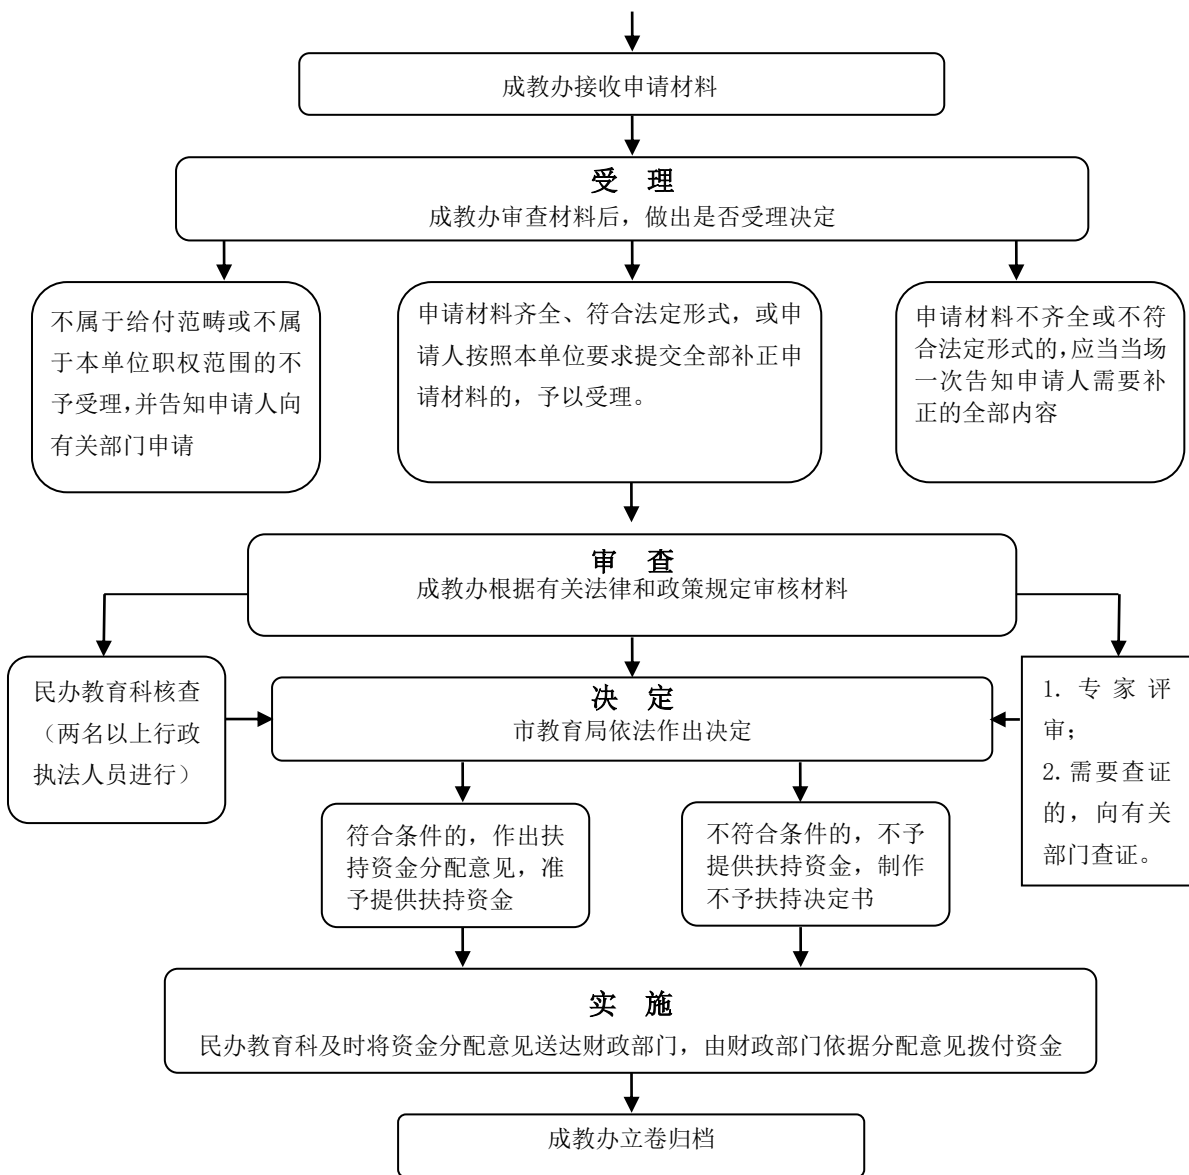 成教办接收申请材料
受 理
成教办审查材料后，做出是否受理决定
不属于给付范畴或不属
于本单位职权范围的不
予受理，并告知申请人向
有关部门申请
申请材料齐全、符合法定形式，或申
请人按照本单位要求提交全部补正申
请材料的，予以受理。
申请材料不齐全或不符
合法定形式的，应当当场
一次告知申请人需要补
正的全部内容
审 查
成教办根据有关法律和政策规定审核材料
民办教育科核查
（两名以上行政
执法人员进行）
决 定
市教育局依法作出决定
1. 专家评
审；
2. 需要查证
的，向有关
部门查证。
符合条件的，作出扶
持资金分配意见，准
予提供扶持资金
不符合条件的，不予
提供扶持资金，制作
不予扶持决定书
实 施
民办教育科及时将资金分配意见送达财政部门，由财政部门依据分配意见拨付资金
成教办立卷归档